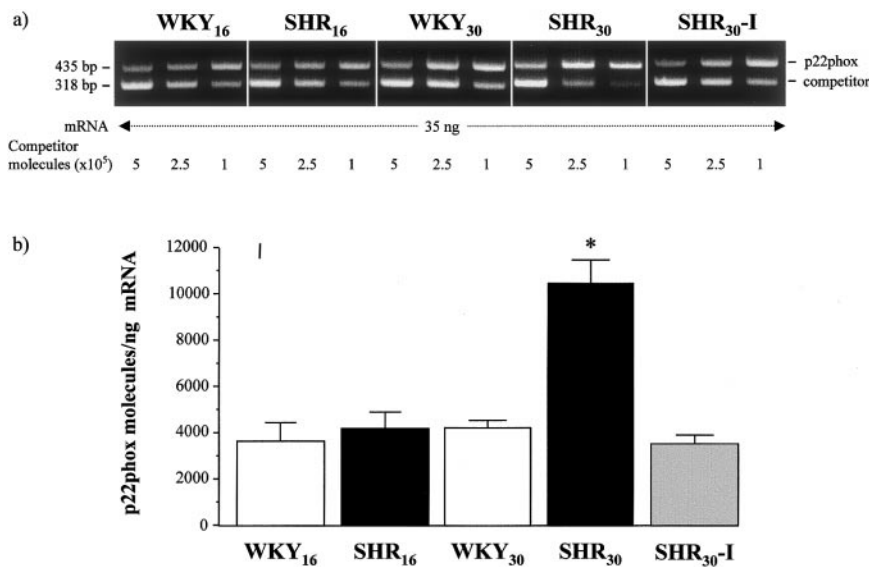 a) WKY₁₆ SHR₁₆ WKY₃₀ SHR₃₀ SHR₃₀-I
435 bp – – p22phox
318 bp – – competitor
mRNA 35 ng
Competitor
molecules (x10⁵) 5 2.5 1 5 2.5 1 5 2.5 1 5 2.5 1 5 2.5 1
b)
p22phox molecules/ng mRNA
12000
*
10000
8000
6000
4000
2000
0
WKY₁₆ SHR₁₆ WKY₃₀ SHR₃₀ SHR₃₀-I